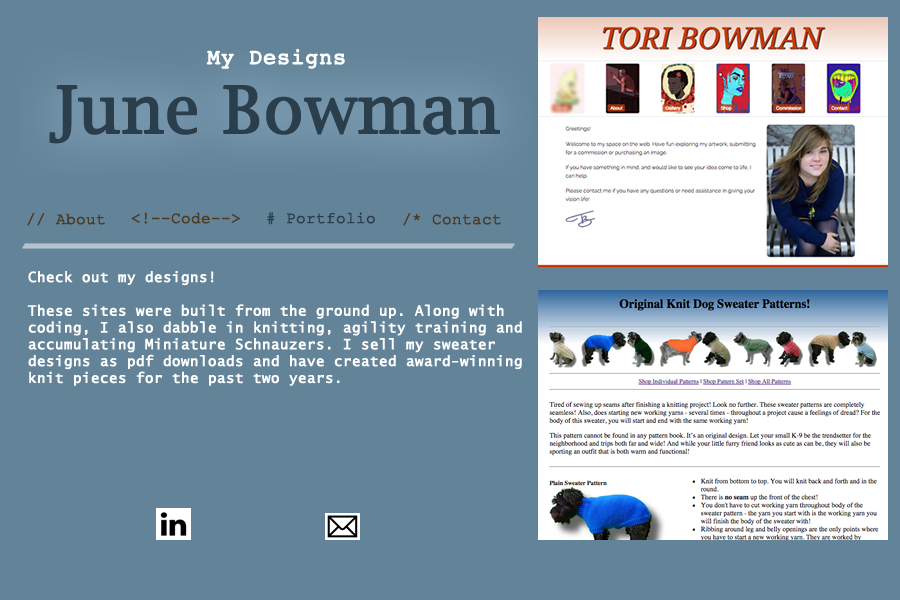 My Designs
June Bowman
// About <!--Code--> # Portfolio /* Contact
Check out my designs!
These sites were built from the ground up. Along with
coding, I also dabble in knitting, agility training and
accumulating Miniature Schnauzers. I sell my sweater
designs as pdf downloads and have created award-winning
knit pieces for the past two years.
in
TORI BOWMAN
About Gallery Shop Commission Contact
Greetings!
Welcome to my space on the web. Have fun exploring my artwork, submitting
for a commission or purchasing an image.
If you have something in mind, and would like to see your idea come to life, I
can help.
Please contact me if you have any questions or need assistance in giving your
vision life!
Original Knit Dog Sweater Patterns!
Shop Individual Patterns | Shop Pattern Set | Shop All Patterns
Tired of sewing up seams after finishing a knitting project! Look no further. These sweater patterns are completely
seamless! Also, does starting new working yarns - several times - throughout a project cause a feelings of dread? For the
body of this sweater, you will start and end with the same working yarn!
This pattern cannot be found in any pattern book. It's an original design. Let your small K-9 be the trendsetter for the
neighborhood and trips both far and wide! And while your little furry friend looks as cute as can be, they will also be
sporting an outfit that is both warm and functional!
Plain Sweater Pattern
• Knit from bottom to top. You will knit back and forth and in the
round.
• There is no seam up the front of the chest!
• You don't have to cut working yarn throughout body of the
sweater pattern - the yarn you start with is the working yarn you
will finish the body of the sweater with!
• Ribbing around leg and belly openings are the only points where
you have to start a new working yarn. They are worked by